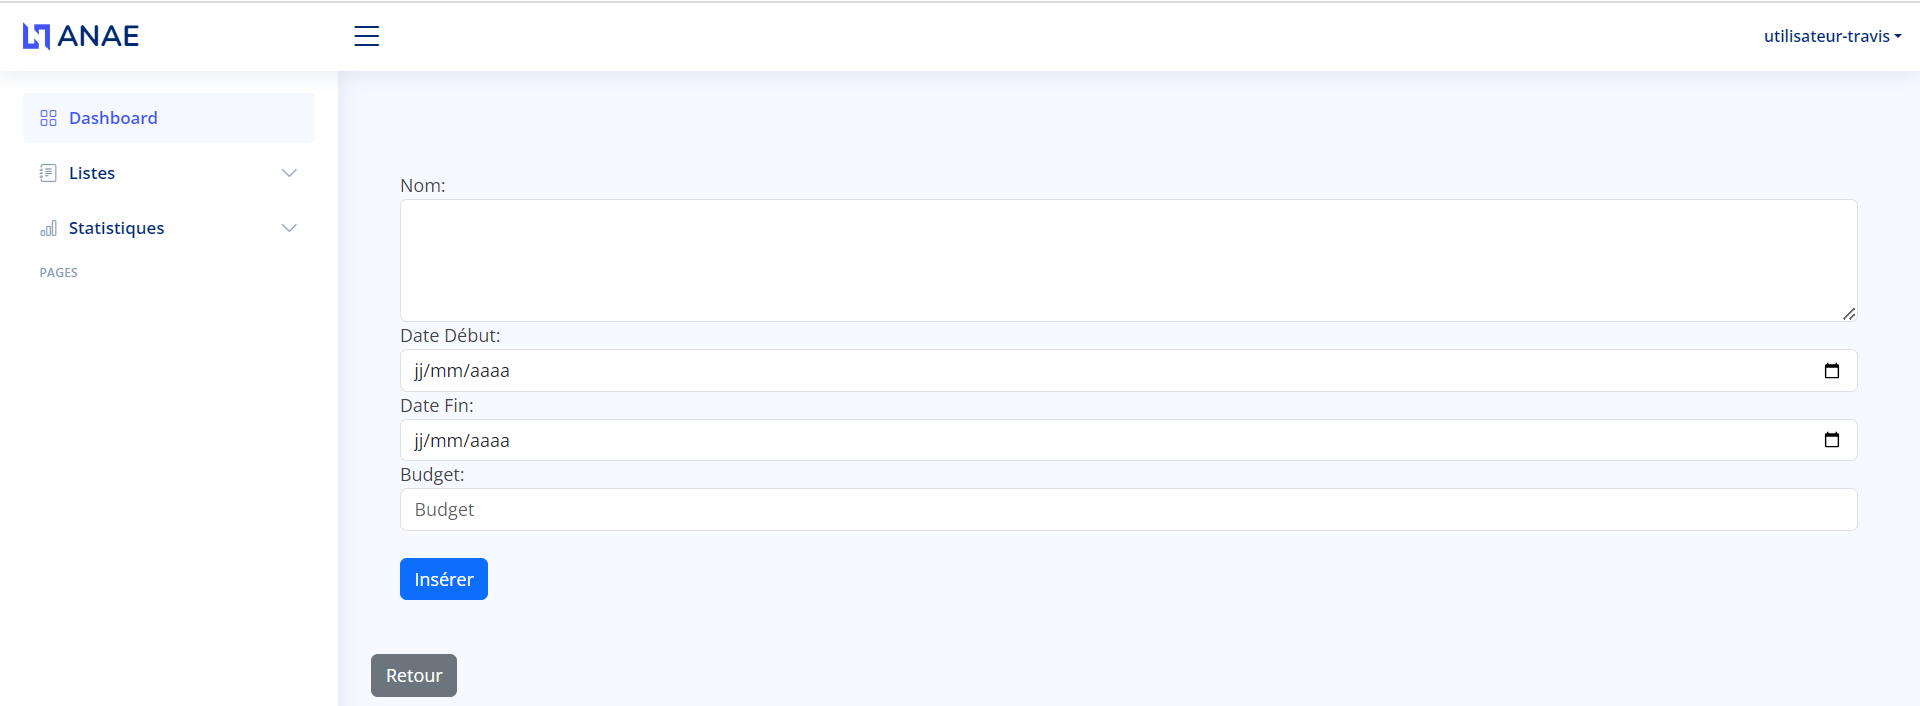 ANAE
utilisateur-travis
Dashboard
Listes
Statistiques
PAGES
Nom:
Date Début:
jj/mm/aaaa
Date Fin:
jj/mm/aaaa
Budget:
Budget
Insérer
Retour